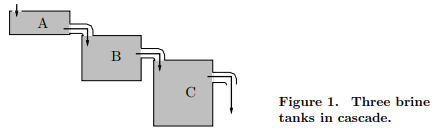 A
B
C
Figure 1. Three brine
tanks in cascade.